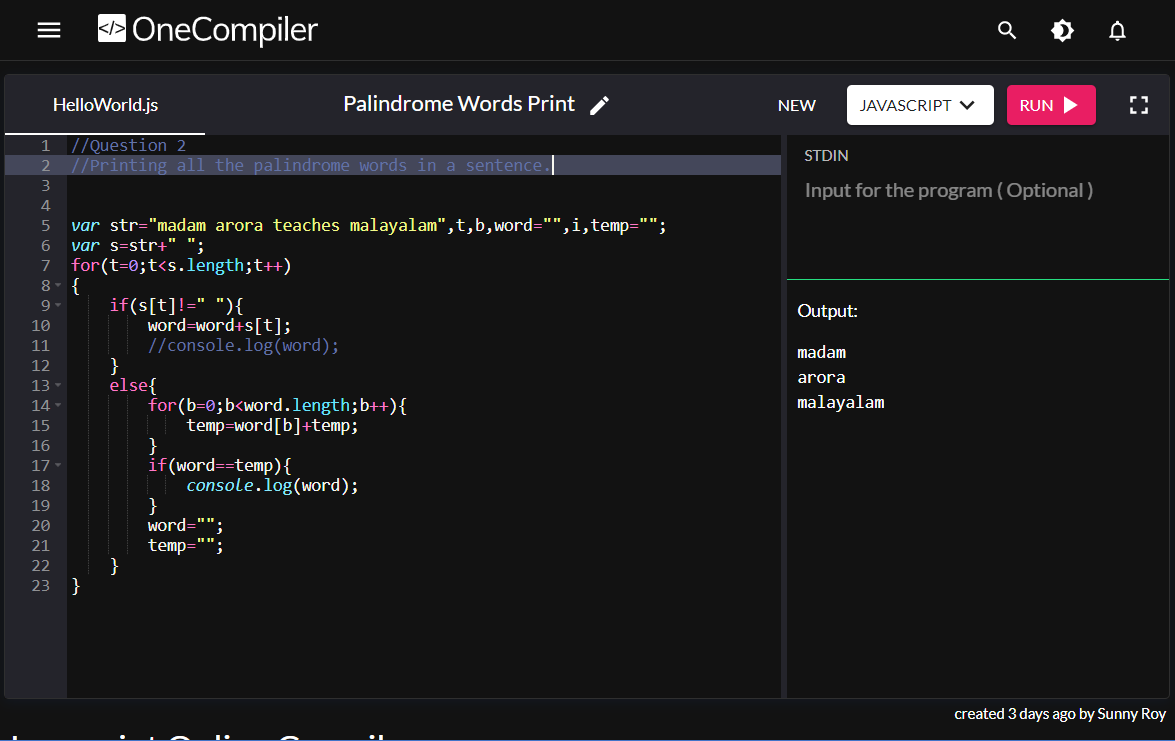 </> OneCompiler
HelloWorld.js
Palindrome Words Print
NEW
JAVASCRIPT
RUN
1 //Question 2
2 //Printing all the palindrome words in a sentence.
3
4
5 var str="madam arora teaches malayalam",t,b,word="",i,temp="";
6 var s=str+" ";
7 for(t=0;t<s.length;t++)
8 {
9 if(s[t]!=" "){
10 word=word+s[t];
11 //console.log(word);
12 }
13 else{
14 for(b=0;b<word.length;b++){
15 temp=word[b]+temp;
16 }
17 if(word==temp){
18 console.log(word);
19 }
20 word="";
21 temp="";
22 }
23 }
STDIN
Input for the program ( Optional )
Output:
madam
arora
malayalam
created 3 days ago by Sunny Roy